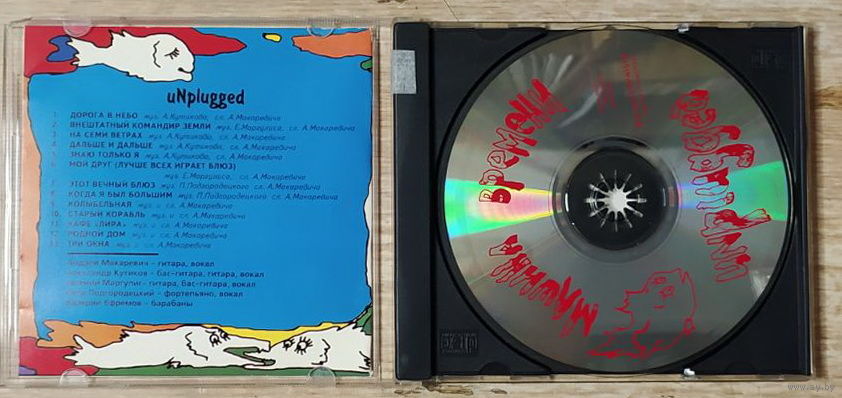 uNplugged
1. ДОРОГА В НЕБО муз. А.Кутикова, сл. А.Макаревича
2. ВНЕШТАТНЫЙ КОМАНДИР ЗЕМЛИ муз. Е.Маргулиса, сл. А.Макаревича
3. НА СЕМИ ВЕТРАХ муз. А.Кутикова, сл. А.Макаревича
4. ДАЛЬШЕ И ДАЛЬШЕ муз. А.Кутикова, сл. А.Макаревича
5. ЗНАЮ ТОЛЬКО Я муз. А.Кутикова, сл. А.Макаревича
6. МОЙ ДРУГ (ЛУЧШЕ ВСЕХ ИГРАЕТ БЛЮЗ)
муз. Е.Маргулиса, сл. А.Макаревича
7. ЭТОТ ВЕЧНЫЙ БЛЮЗ муз. П.Подгородецкого сл. А.Макаревича
8. КОГДА Я БЫЛ БОЛЬШИМ муз. П.Подгородецкого сл. А.Макаревича
9. КОЛЫБЕЛЬНАЯ муз. и сл. А.Макаревича
10. СТАРЫЙ КОРАБЛЬ муз. и сл. А.Макаревича
11. КАФЕ «ЛИРА» муз. и сл. А.Макаревича
12. РОДНОЙ ДОМ муз. и сл. А.Макаревича
13. ТРИ ОКНА муз. и сл. А.Макаревича
Андрей Макаревич - гитара, вокал
Александр Кутиков - бас-гитара, гитара, вокал
Евгений Маргулис - гитара, бас-гитара, вокал
Петр Подгородецкий - фортепьяно, вокал
Валерий Ефремов - барабаны
машина времени
unplugged
www.ay.by